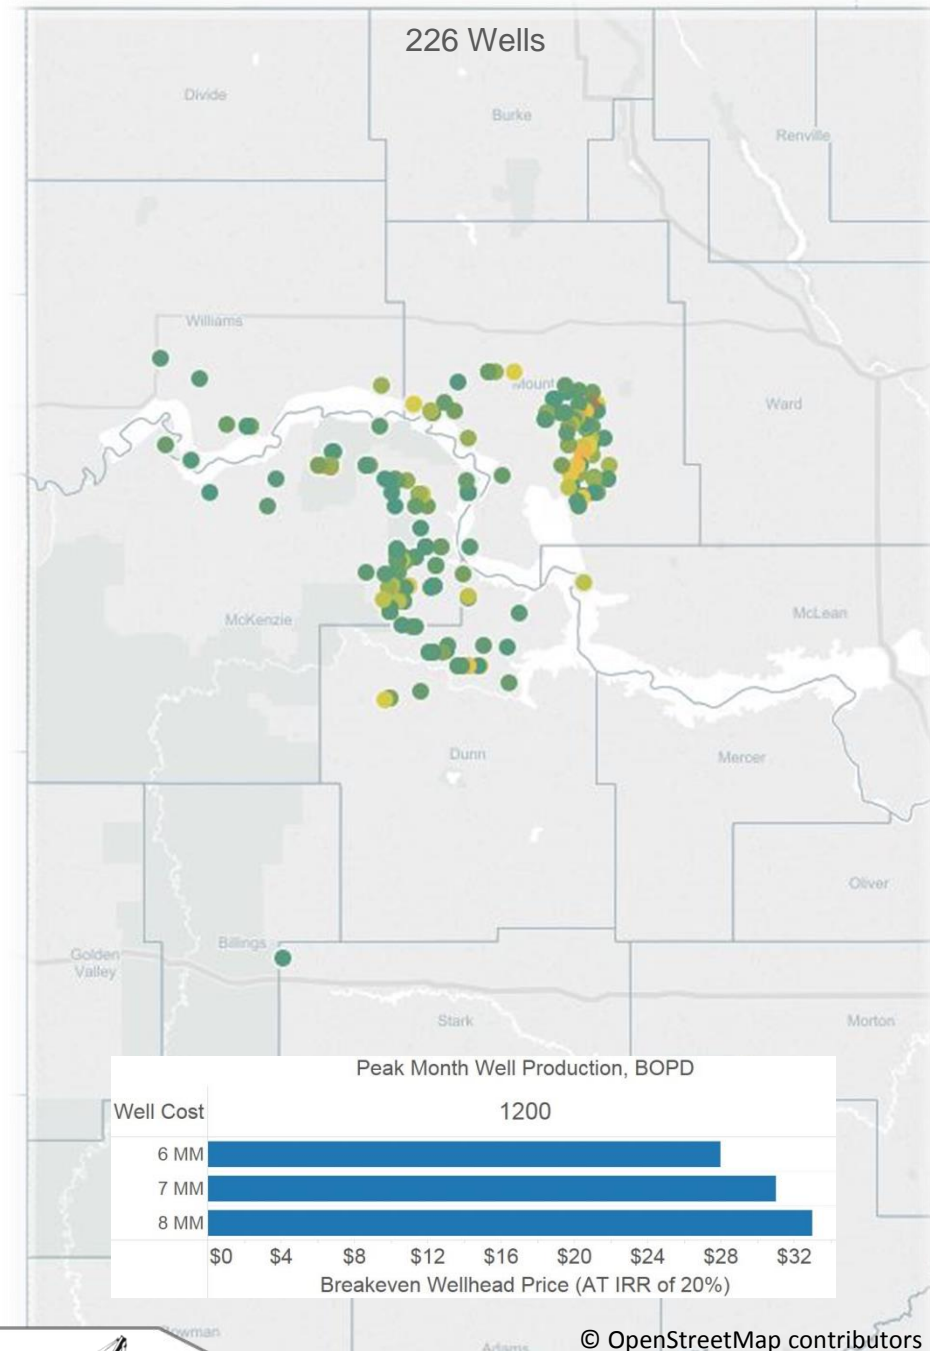 226 Wells
Divide
Burke
Renville
Williams
Mount
Ward
McKenzie
McLean
Dunn
Mercer
Oliver
Billings
Golden
Valley
Stark
Morton
Peak Month Well Production, BOPD
Well Cost 1200
6 MM
7 MM
8 MM
$0 $4 $8 $12 $16 $20 $24 $28 $32
Breakeven Wellhead Price (AT IRR of 20%)
Bowman
Adams
© OpenStreetMap contributors